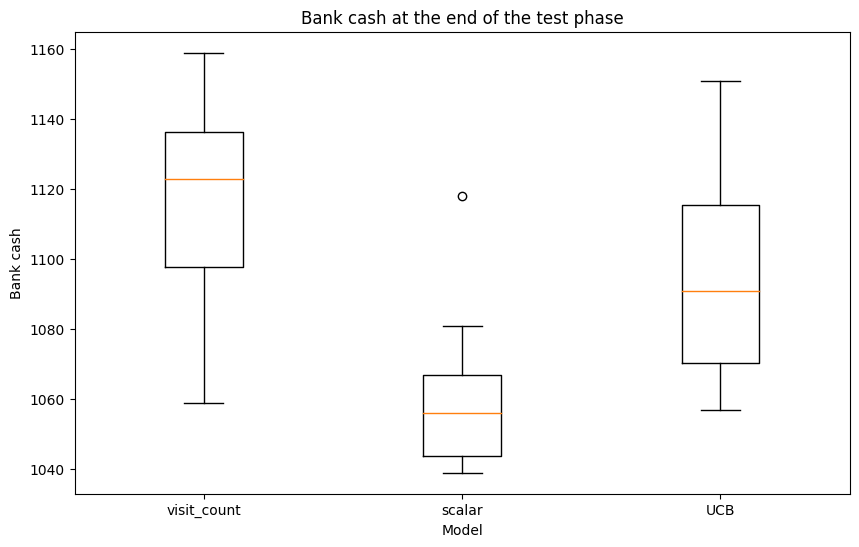 Bank cash at the end of the test phase
1160
1140
1120
1100
1080
1060
1040
Bank cash
visit_count
scalar
UCB
Model